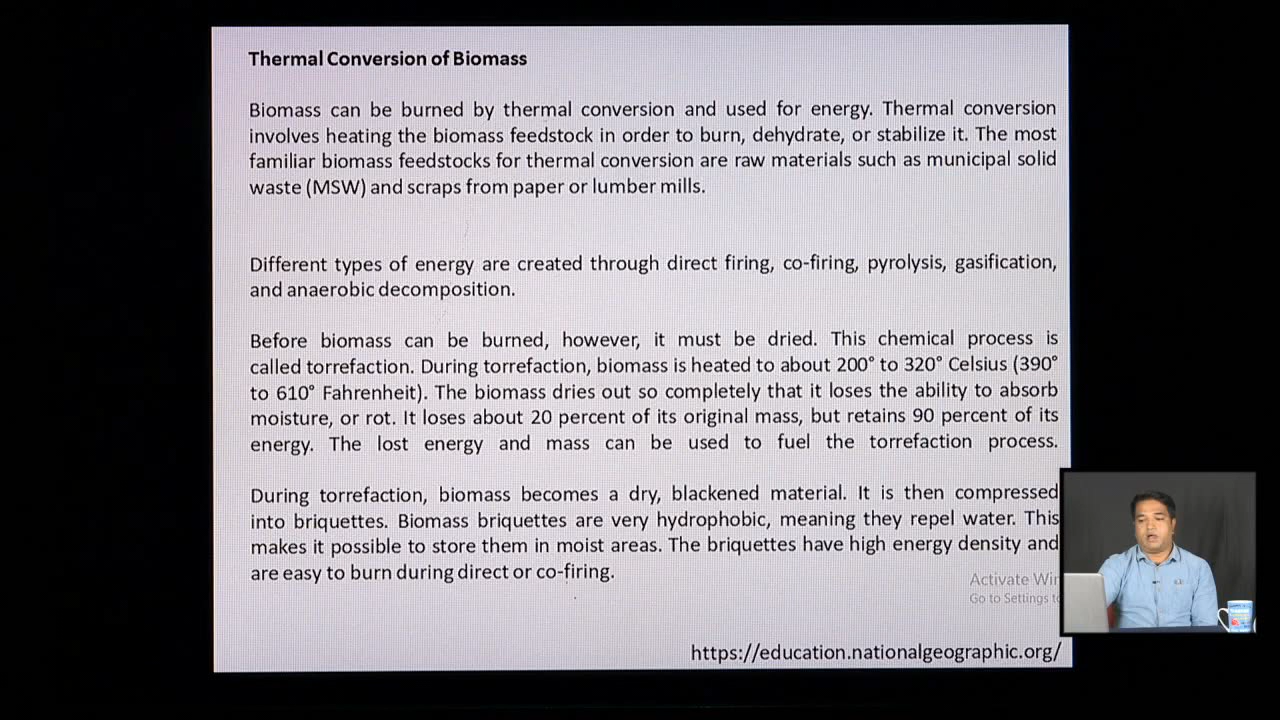 Thermal Conversion of Biomass
Biomass can be burned by thermal conversion and used for energy. Thermal conversion
involves heating the biomass feedstock in order to burn, dehydrate, or stabilize it. The most
familiar biomass feedstocks for thermal conversion are raw materials such as municipal solid
waste (MSW) and scraps from paper or lumber mills.
Different types of energy are created through direct firing, co-firing, pyrolysis, gasification,
and anaerobic decomposition.
Before biomass can be burned, however, it must be dried. This chemical process is
called torrefaction. During torrefaction, biomass is heated to about 200° to 320° Celsius (390°
to 610° Fahrenheit). The biomass dries out so completely that it loses the ability to absorb
moisture, or rot. It loses about 20 percent of its original mass, but retains 90 percent of its
energy. The lost energy and mass can be used to fuel the torrefaction process.
During torrefaction, biomass becomes a dry, blackened material. It is then compressed
into briquettes. Biomass briquettes are very hydrophobic, meaning they repel water. This
makes it possible to store them in moist areas. The briquettes have high energy density and
are easy to burn during direct or co-firing.
Activate Win
Go to Settings to
https://education.nationalgeographic.org/